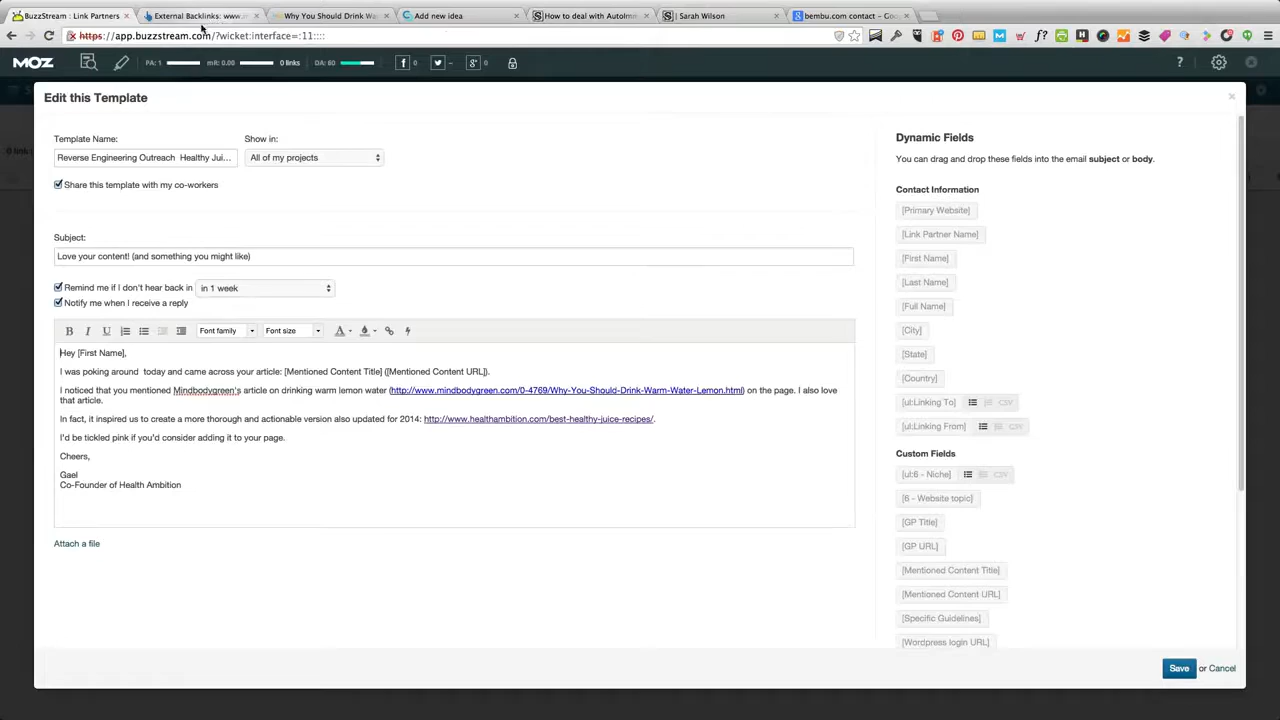 BuzzStream : Link Partners
External Backlinks: www.
Why You Should Drink Wa
Add new idea
How to deal with AutoImm
| Sarah Wilson
bembu.com contact – Go
https://app.buzzstream.com/?wicket:interface=:11::::
MOZ
PA: 1
mR: 0.00
0 links
DA: 80
0
–
0
?
Edit this Template
Template Name:
Show in:
Reverse Engineering Outreach Healthy Jui...
All of my projects
Share this template with my co-workers
Subject:
Love your content! (and something you might like)
Remind me if I don't hear back in
in 1 week
Notify me when I receive a reply
B I U
Font family
Font size
A
Hey [First Name],
I was poking around today and came across your article: [Mentioned Content Title] ([Mentioned Content URL]).
I noticed that you mentioned Mindbodygreen's article on drinking warm lemon water (http://www.mindbodygreen.com/0-4769/Why-You-Should-Drink-Warm-Water-Lemon.html) on the page. I also love
that article.
In fact, it inspired us to create a more thorough and actionable version also updated for 2014: http://www.healthambition.com/best-healthy-juice-recipes/.
I'd be tickled pink if you'd consider adding it to your page.
Cheers,
Gael
Co-Founder of Health Ambition
Attach a file
Dynamic Fields
You can drag and drop these fields into the email subject or body.
Contact Information
[Primary Website]
[Link Partner Name]
[First Name]
[Last Name]
[Full Name]
[City]
[State]
[Country]
[ul:Linking To] CSV
[ul:Linking From] CSV
Custom Fields
[ul:6 - Niche] CSV
[6 - Website topic]
[GP Title]
[GP URL]
[Mentioned Content Title]
[Mentioned Content URL]
[Specific Guidelines]
[Wordpress login URL]
Save or Cancel